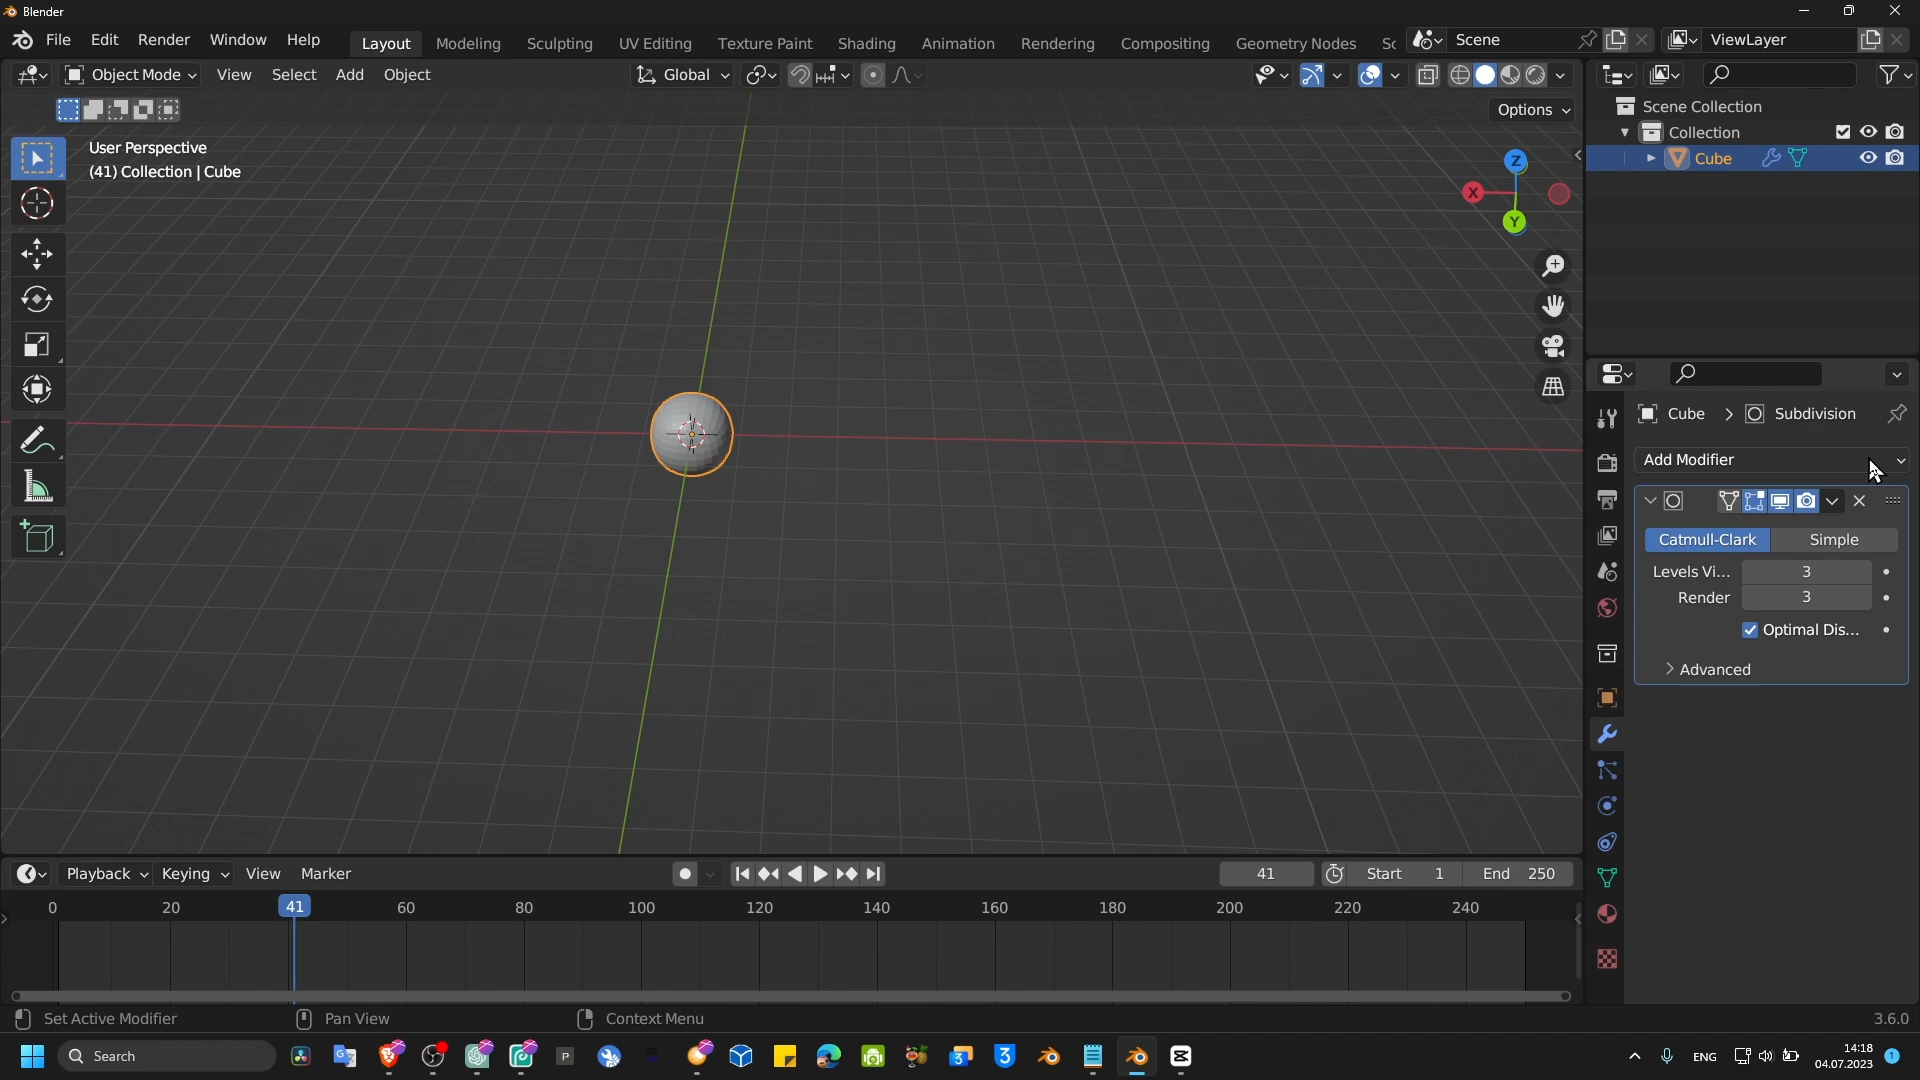 Blender
File Edit Render Window Help Layout Modeling Sculpting UV Editing Texture Paint Shading Animation Rendering Compositing Geometry Nodes Sc Scene ViewLayer
Object Mode View Select Add Object Global
Options
User Perspective
(41) Collection | Cube
Z
X
Y
Scene Collection
Collection
Cube
Cube > Subdivision
Add Modifier
Catmull-Clark Simple
Levels Vi... 3
Render 3
Optimal Dis...
Advanced
Playback Keying View Marker 41 Start 1 End 250
0 20 41 60 80 100 120 140 160 180 200 220 240
Set Active Modifier Pan View Context Menu 3.6.0
Search P 3 3 ENG 14:18 1
04.07.2023